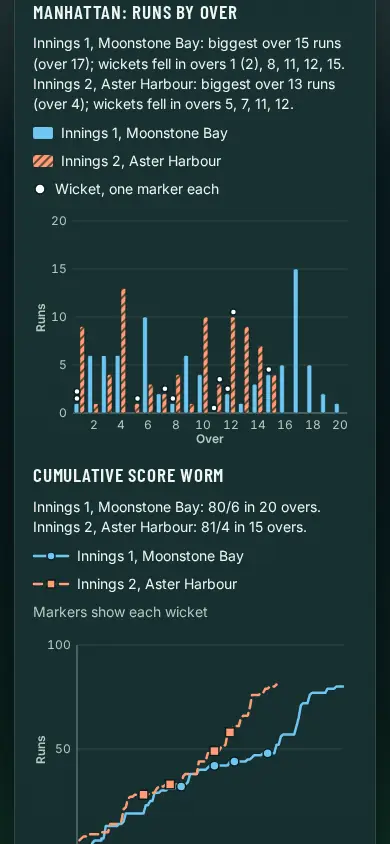 MANHATTAN: RUNS BY OVER
Innings 1, Moonstone Bay: biggest over 15 runs
(over 17); wickets fell in overs 1 (2), 8, 11, 12, 15.
Innings 2, Aster Harbour: biggest over 13 runs
(over 4); wickets fell in overs 5, 7, 11, 12.
Innings 1, Moonstone Bay
Innings 2, Aster Harbour
Wicket, one marker each
20
15
10
5
0
Runs
2 4 6 8 10 12 14 16 18 20
Over
CUMULATIVE SCORE WORM
Innings 1, Moonstone Bay: 80/6 in 20 overs.
Innings 2, Aster Harbour: 81/4 in 15 overs.
Innings 1, Moonstone Bay
Innings 2, Aster Harbour
Markers show each wicket
100
50
Runs